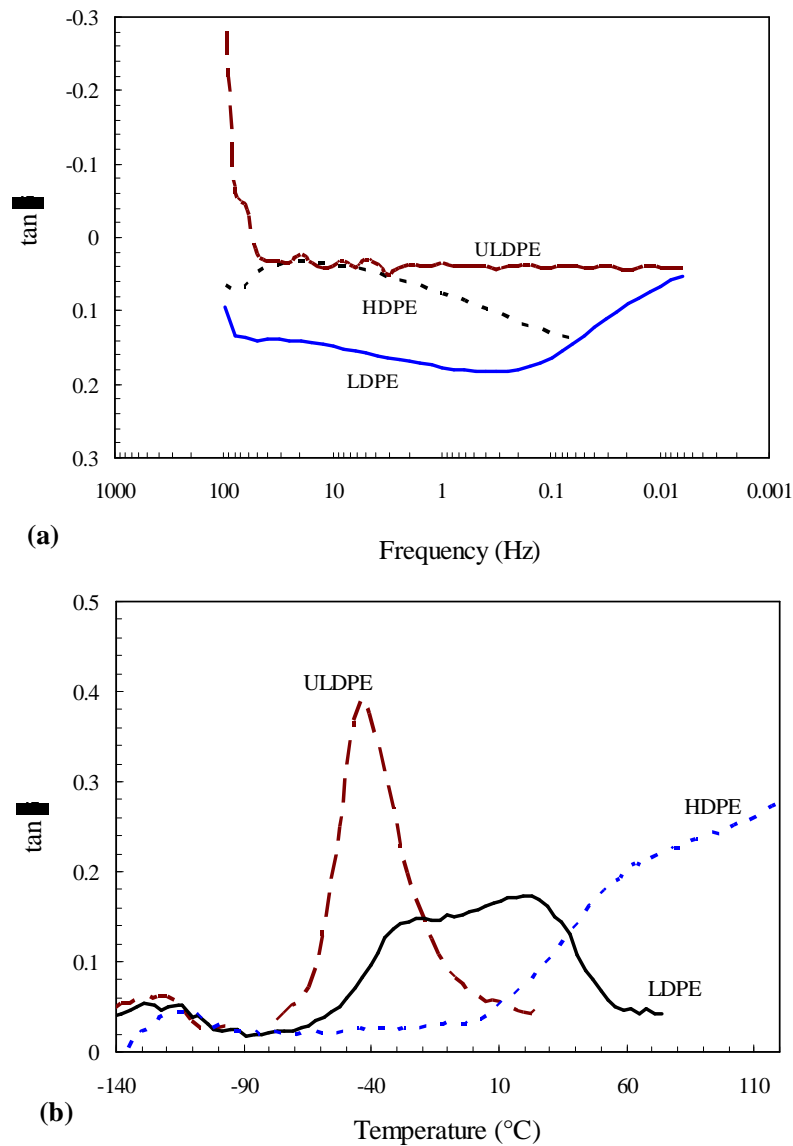 -0.3
-0.2
-0.1
0
0.1
0.2
0.3
tan
ULDPE
HDPE
LDPE
1000 100 10 1 0.1 0.01 0.001
(a)
Frequency (Hz)
0.5
0.4
0.3
0.2
0.1
0
tan
ULDPE
HDPE
LDPE
-140 -90 -40 10 60 110
(b)
Temperature (°C)